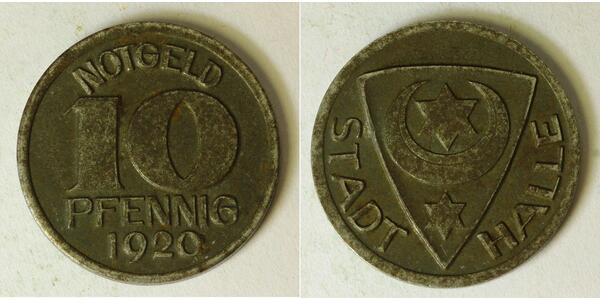 NOTGELD
10
PFENNIG
1920
STADT HALLE